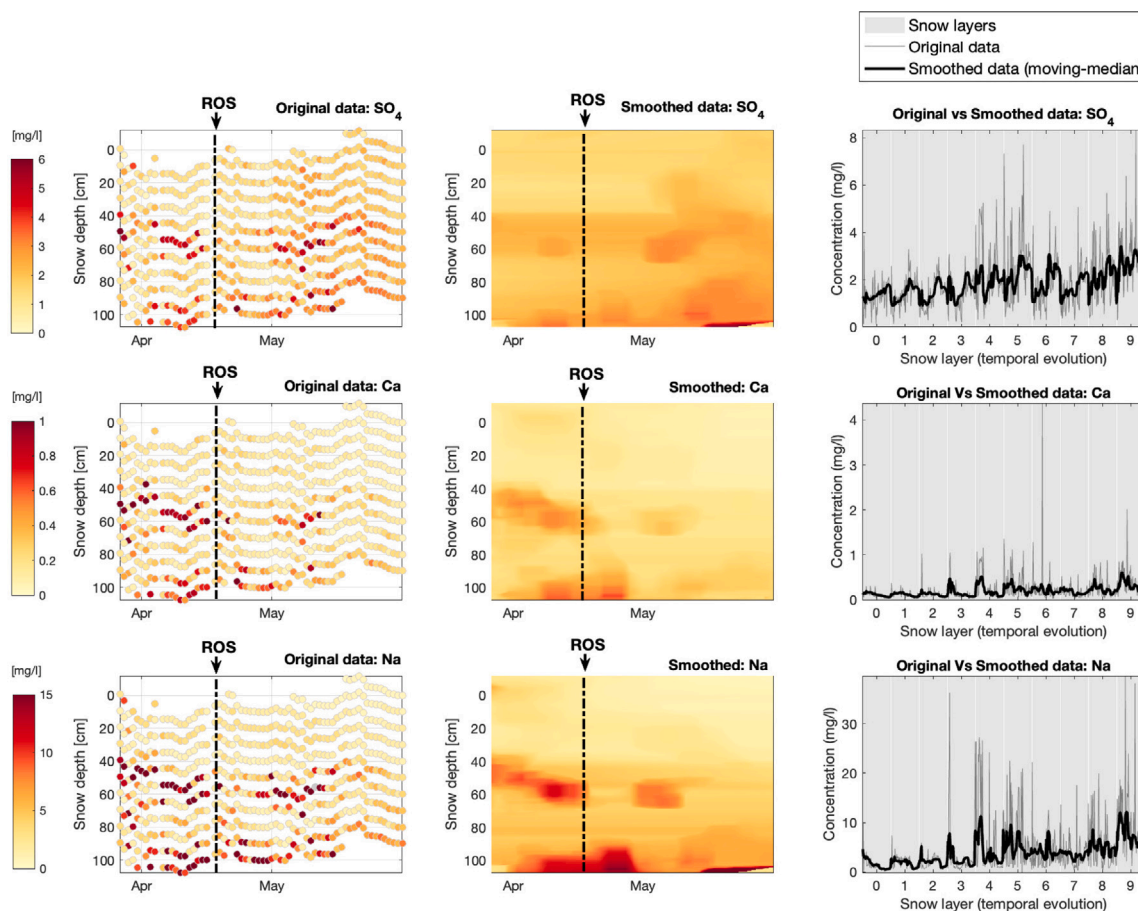 Snow layers
Original data
Smoothed data (moving-median
ROS
Original data: SO4
[mg/l]
6
5
4
3
2
1
0
Snow depth [cm]
0
20
40
60
80
100
Apr
May
ROS
Smoothed data: SO4
Snow depth [cm]
0
20
40
60
80
100
Apr
May
Original vs Smoothed data: SO4
Concentration (mg/l)
8
6
4
2
0
0 1 2 3 4 5 6 7 8 9
Snow layer (temporal evolution)
ROS
Original data: Ca
[mg/l]
1
0.8
0.6
0.4
0.2
0
Snow depth [cm]
0
20
40
60
80
100
Apr
May
ROS
Smoothed: Ca
Snow depth [cm]
0
20
40
60
80
100
Apr
May
Original Vs Smoothed data: Ca
Concentration (mg/l)
4
3
2
1
0
0 1 2 3 4 5 6 7 8 9
Snow layer (temporal evolution)
ROS
Original data: Na
[mg/l]
15
10
5
0
Snow depth [cm]
0
20
40
60
80
100
Apr
May
ROS
Smoothed: Na
Snow depth [cm]
0
20
40
60
80
100
Apr
May
Original Vs Smoothed data: Na
Concentration (mg/l)
30
20
10
0
0 1 2 3 4 5 6 7 8 9
Snow layer (temporal evolution)